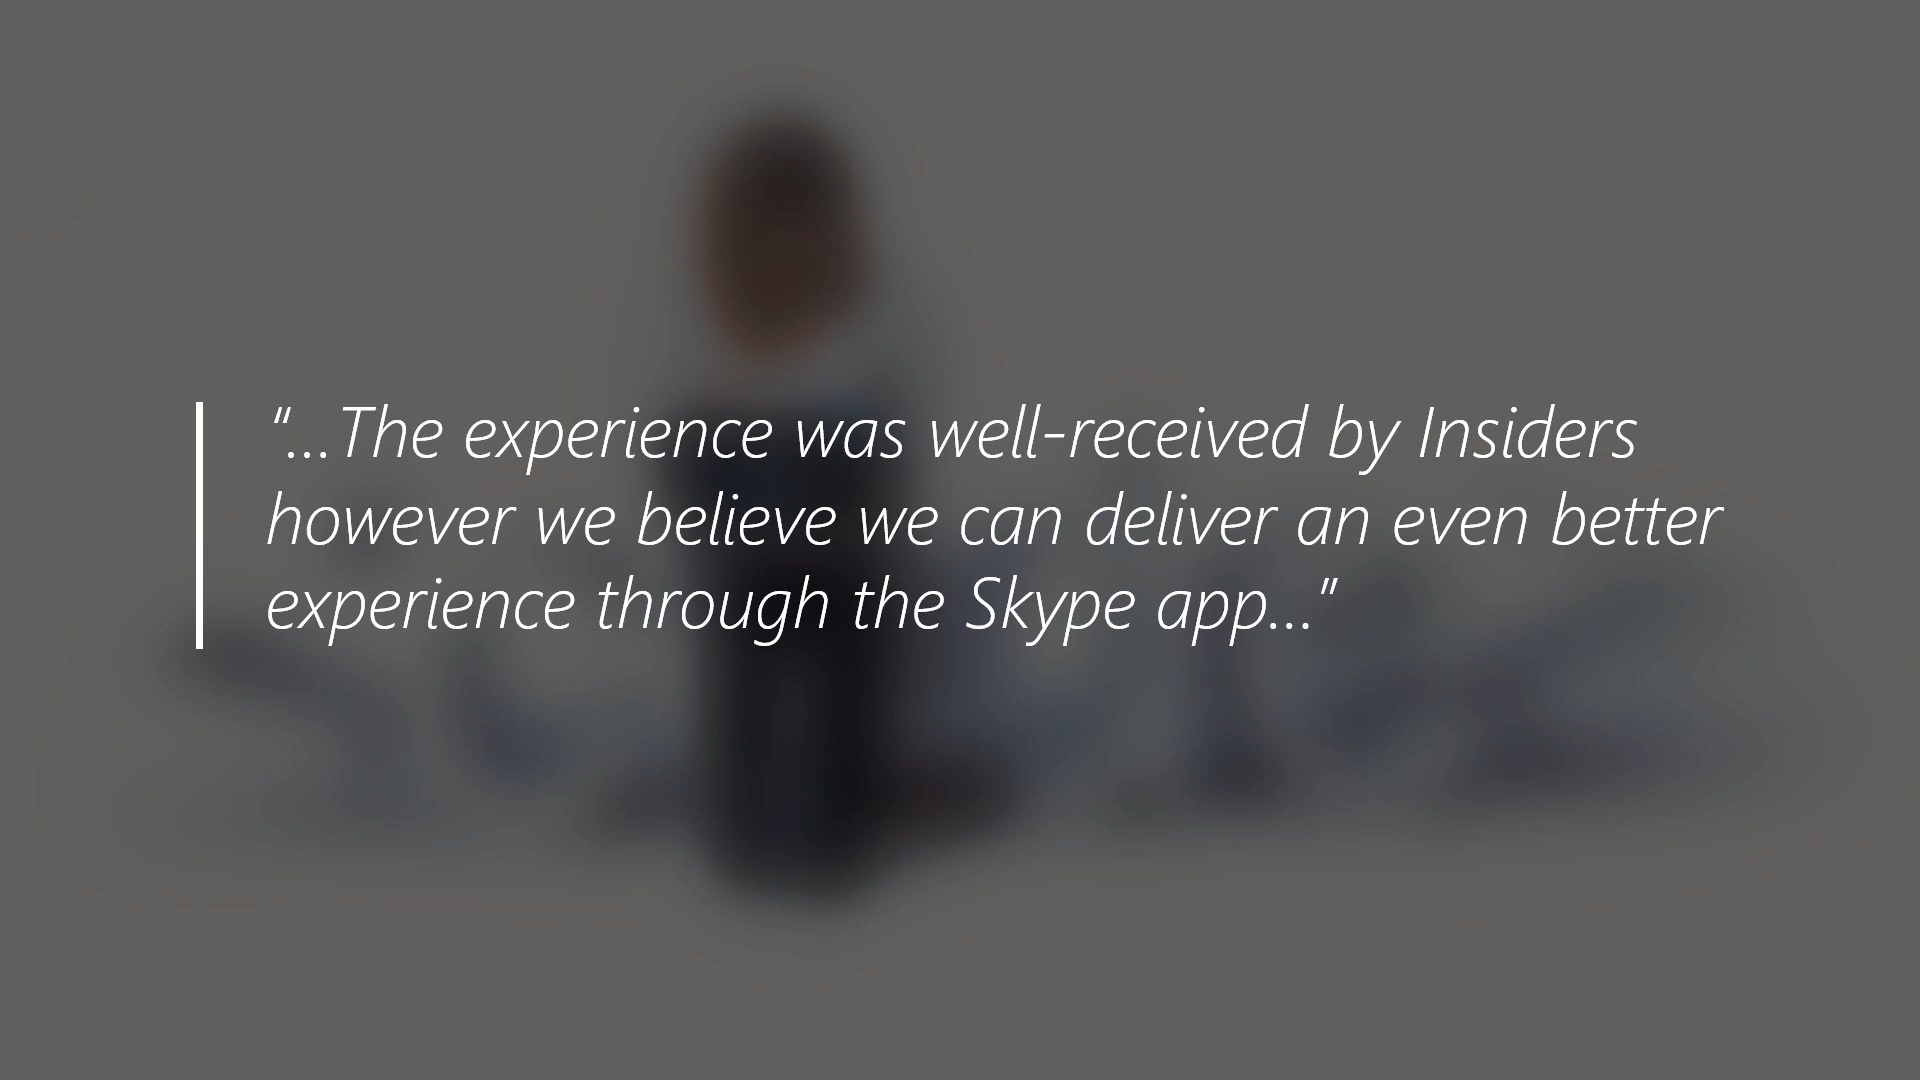 “...The experience was well-received by Insiders
however we believe we can deliver an even better
experience through the Skype app...”